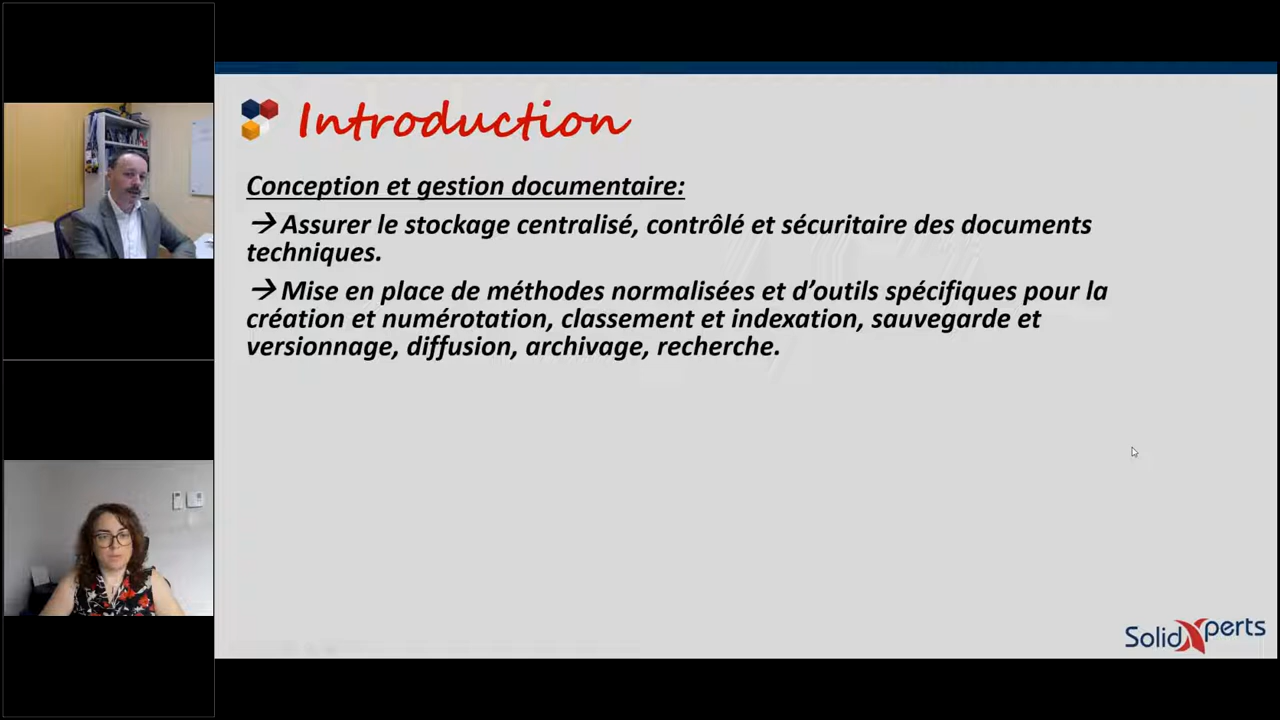 Introduction
Conception et gestion documentaire:
→ Assurer le stockage centralisé, contrôlé et sécuritaire des documents
techniques.
→ Mise en place de méthodes normalisées et d’outils spécifiques pour la
création et numérotation, classement et indexation, sauvegarde et
versionnage, diffusion, archivage, recherche.
SolidXperts